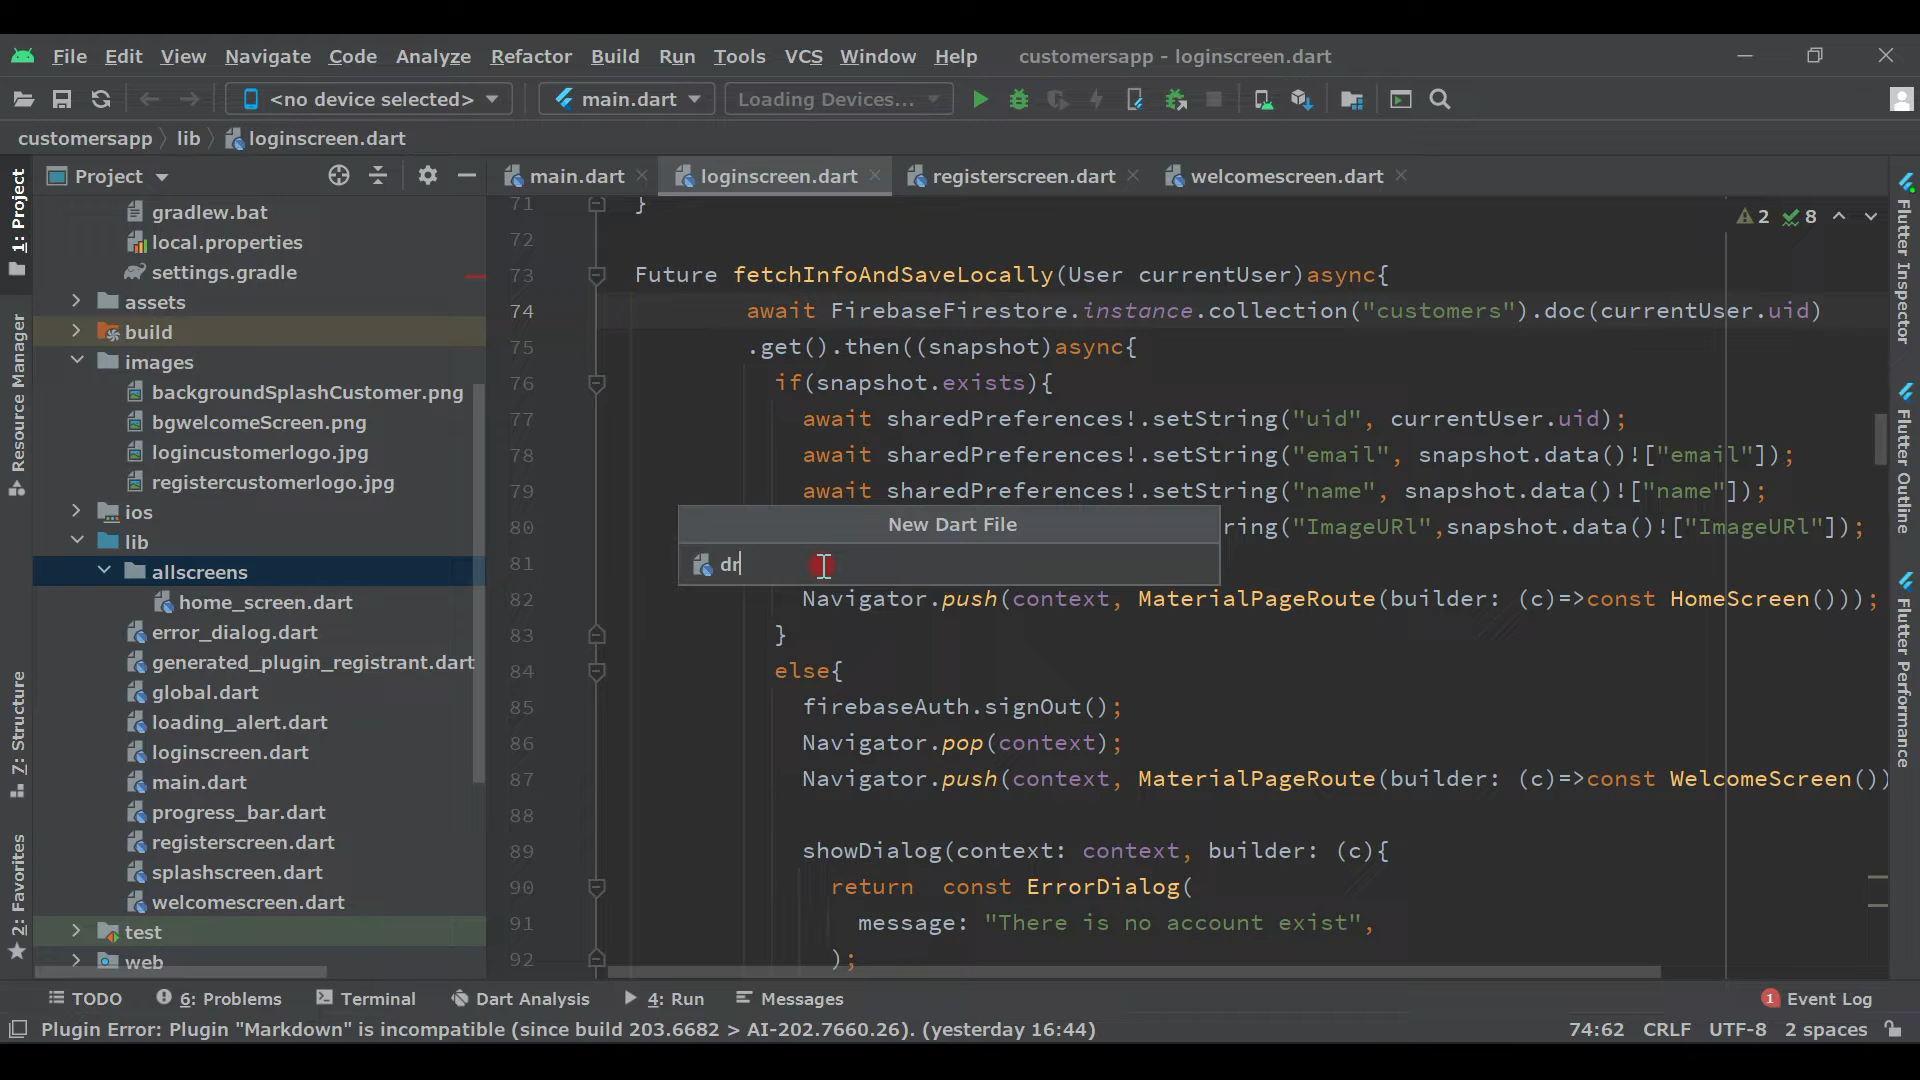 File Edit View Navigate Code Analyze Refactor Build Run Tools VCS Window Help customersapp - loginscreen.dart
<no device selected> main.dart Loading Devices...
customersapp lib loginscreen.dart
Project main.dart loginscreen.dart registerscreen.dart welcomescreen.dart
1: Project
Resource Manager
Z: Structure
2: Favorites
gradlew.bat
local.properties
settings.gradle
assets
build
images
backgroundSplashCustomer.png
bgwelcomeScreen.png
logincustomerlogo.jpg
registercustomerlogo.jpg
ios
lib
allscreens
home_screen.dart
error_dialog.dart
generated_plugin_registrant.dart
global.dart
loading_alert.dart
loginscreen.dart
main.dart
progress_bar.dart
registerscreen.dart
splashscreen.dart
welcomescreen.dart
test
web
2 8
71 }
72
73 Future fetchInfoAndSaveLocally(User currentUser)async{
74 await FirebaseFirestore.instance.collection("customers").doc(currentUser.uid)
75 .get().then((snapshot)async{
76 if(snapshot.exists){
77 await sharedPreferences!.setString("uid", currentUser.uid);
78 await sharedPreferences!.setString("email", snapshot.data()!["email"]);
79 await sharedPreferences!.setString("name", snapshot.data()!["name"]);
80 ring("ImageURl",snapshot.data()!["ImageURl"]);
81
82 Navigator.push(context, MaterialPageRoute(builder: (c)=>const HomeScreen()));
83 }
84 else{
85 firebaseAuth.signOut();
86 Navigator.pop(context);
87 Navigator.push(context, MaterialPageRoute(builder: (c)=>const WelcomeScreen())
88
89 showDialog(context: context, builder: (c){
90 return const ErrorDialog(
91 message: "There is no account exist",
92 );
New Dart File
dr
Flutter Inspector
Flutter Outline
Flutter Performance
TODO 6: Problems Terminal Dart Analysis 4: Run Messages 1 Event Log
Plugin Error: Plugin "Markdown" is incompatible (since build 203.6682 > AI-202.7660.26). (yesterday 16:44) 74:62 CRLF UTF-8 2 spaces